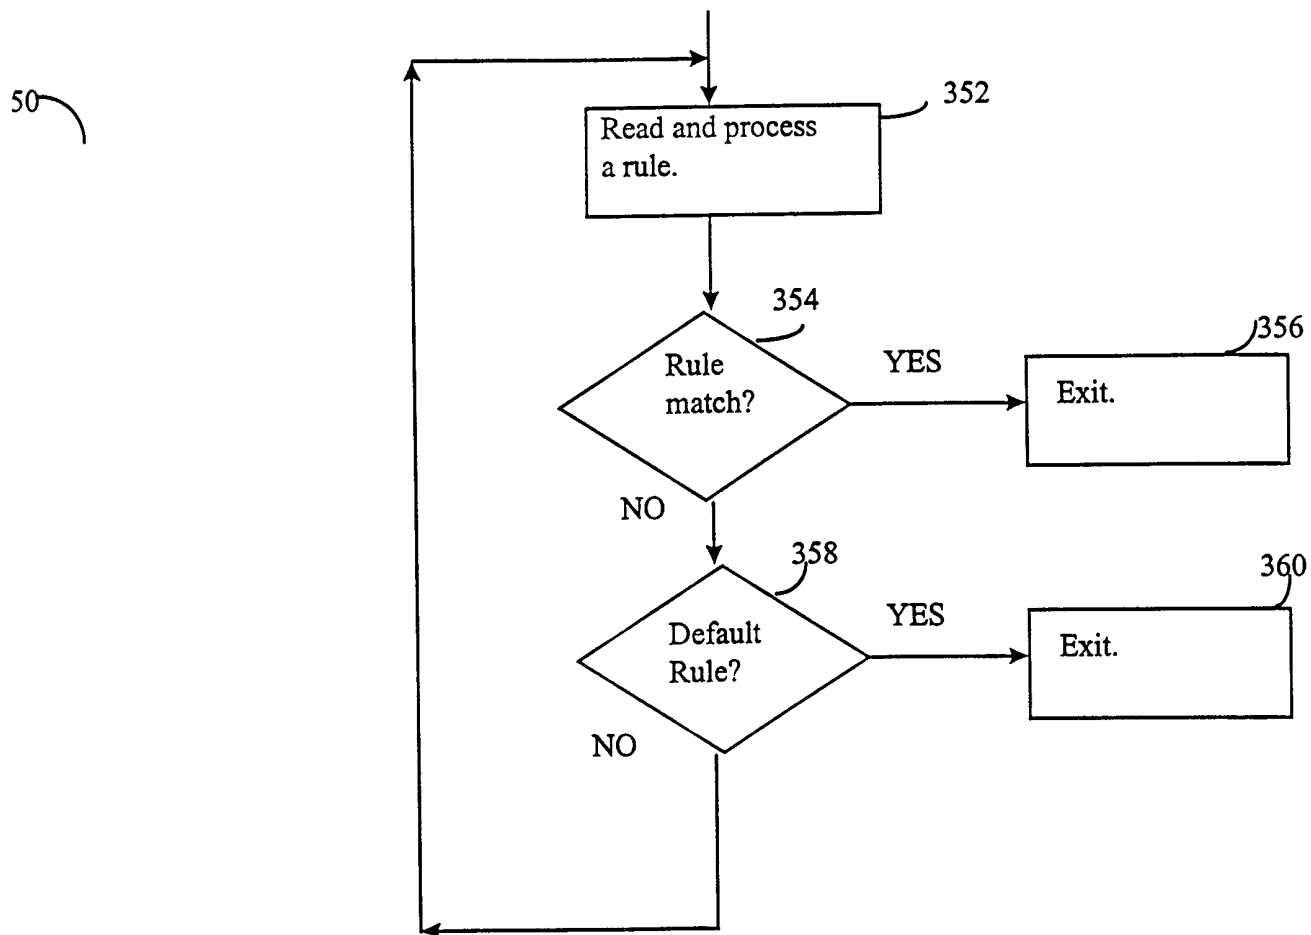 50
352
Read and process
a rule.
354
Rule
match?
YES
356
Exit.
NO
358
Default
Rule?
YES
360
Exit.
NO